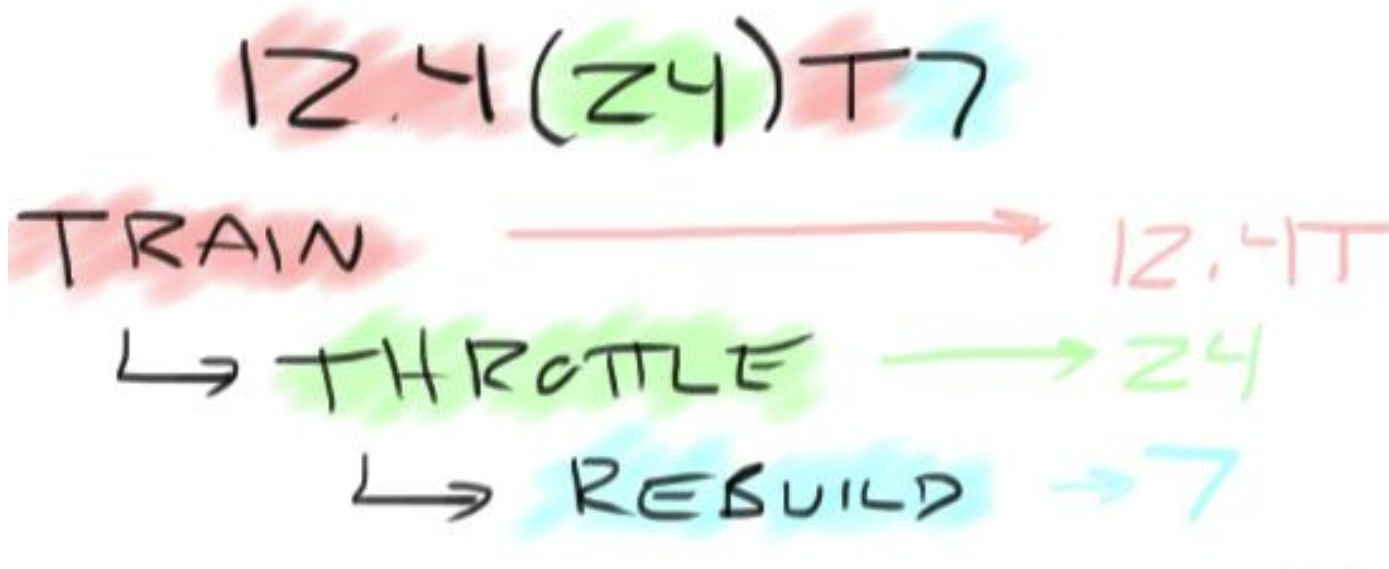 12.4(24)T7
TRAIN → 12.4T
↳ THROTTLE → 24
↳ REBUILD → 7